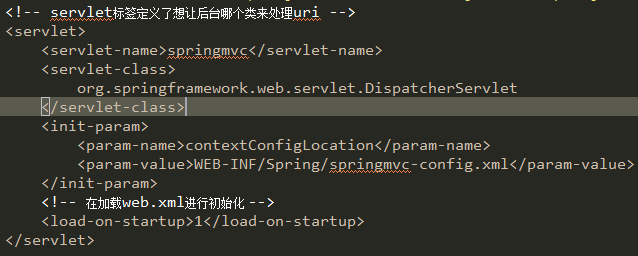 <!-- servlet标签定义了想让后台哪个类来处理uri -->
<servlet>
<servlet-name>springmvc</servlet-name>
<servlet-class>
org.springframework.web.servlet.DispatcherServlet
</servlet-class>
<init-param>
<param-name>contextConfigLocation</param-name>
<param-value>WEB-INF/Spring/springmvc-config.xml</param-value>
</init-param>
<!-- 在加载web.xml进行初始化 -->
<load-on-startup>1</load-on-startup>
</servlet>